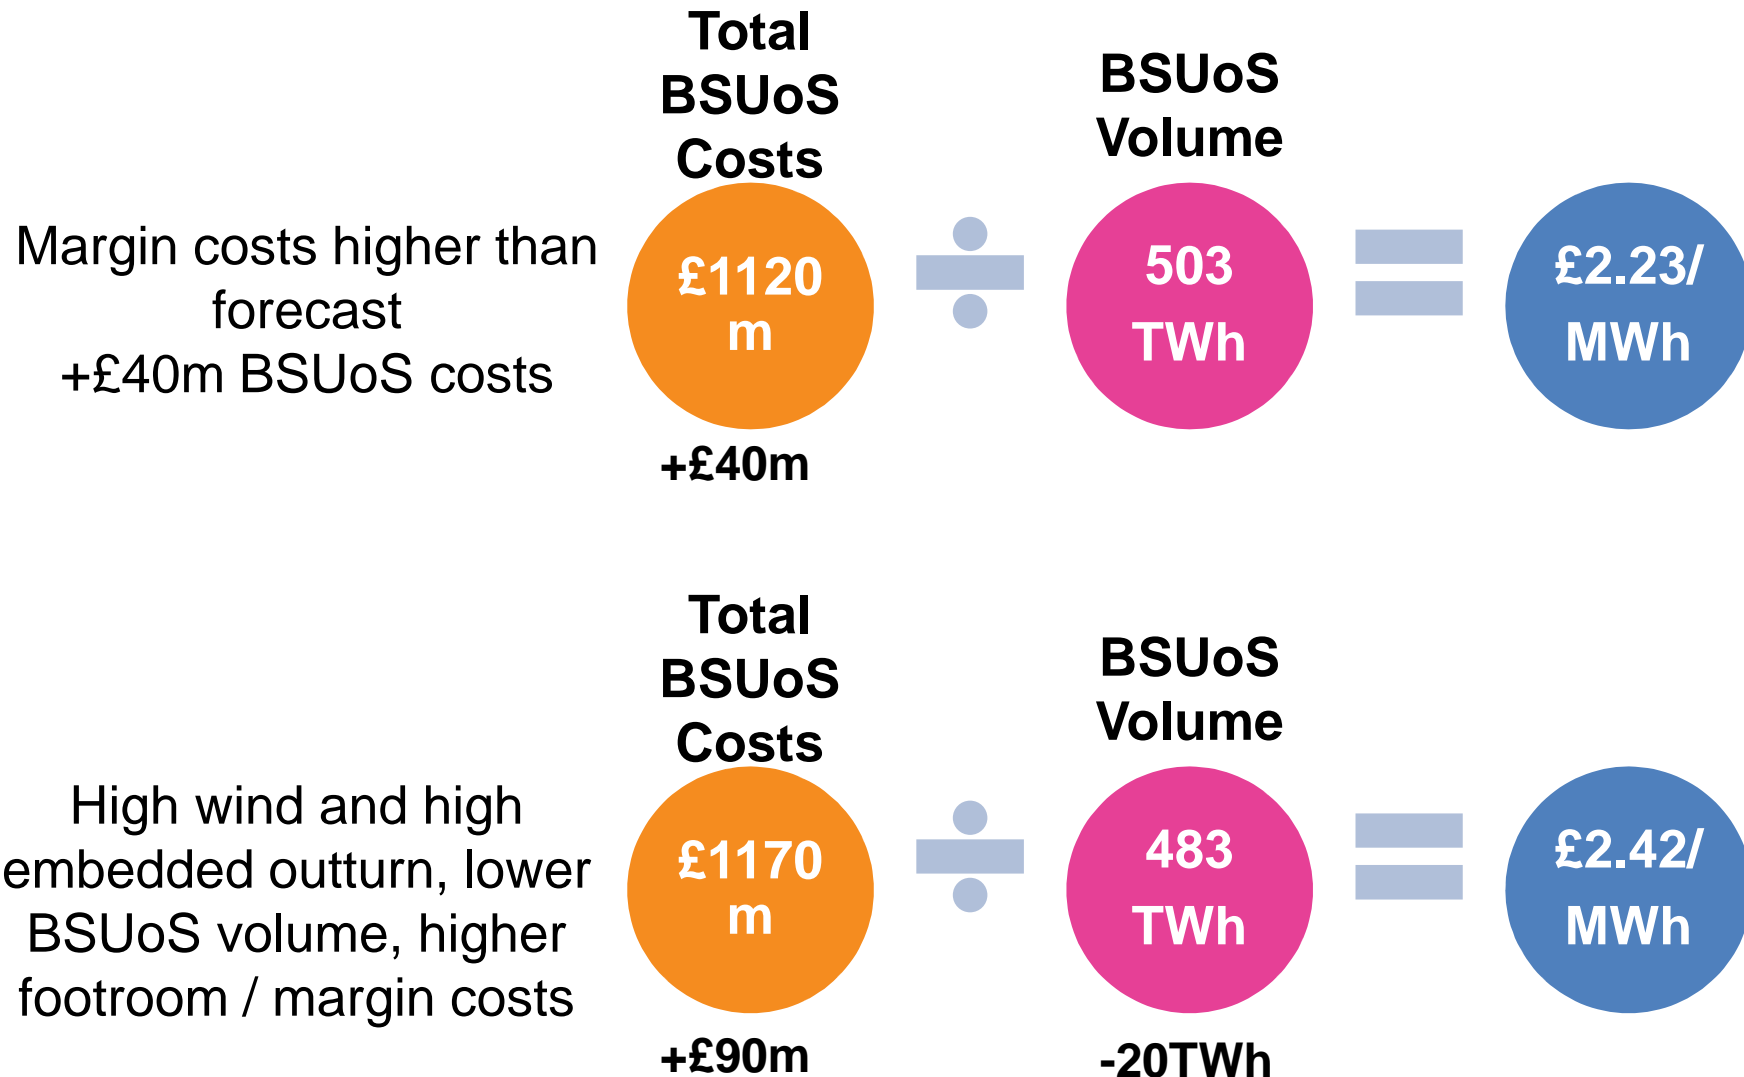 Total
BSUoS
Costs
BSUoS
Volume
Margin costs higher than
forecast
+£40m BSUoS costs
£1120
m
503
TWh
£2.23/
MWh
+£40m
Total
BSUoS
Costs
BSUoS
Volume
High wind and high
embedded outturn, lower
BSUoS volume, higher
footroom / margin costs
£1170
m
483
TWh
£2.42/
MWh
+£90m
-20TWh